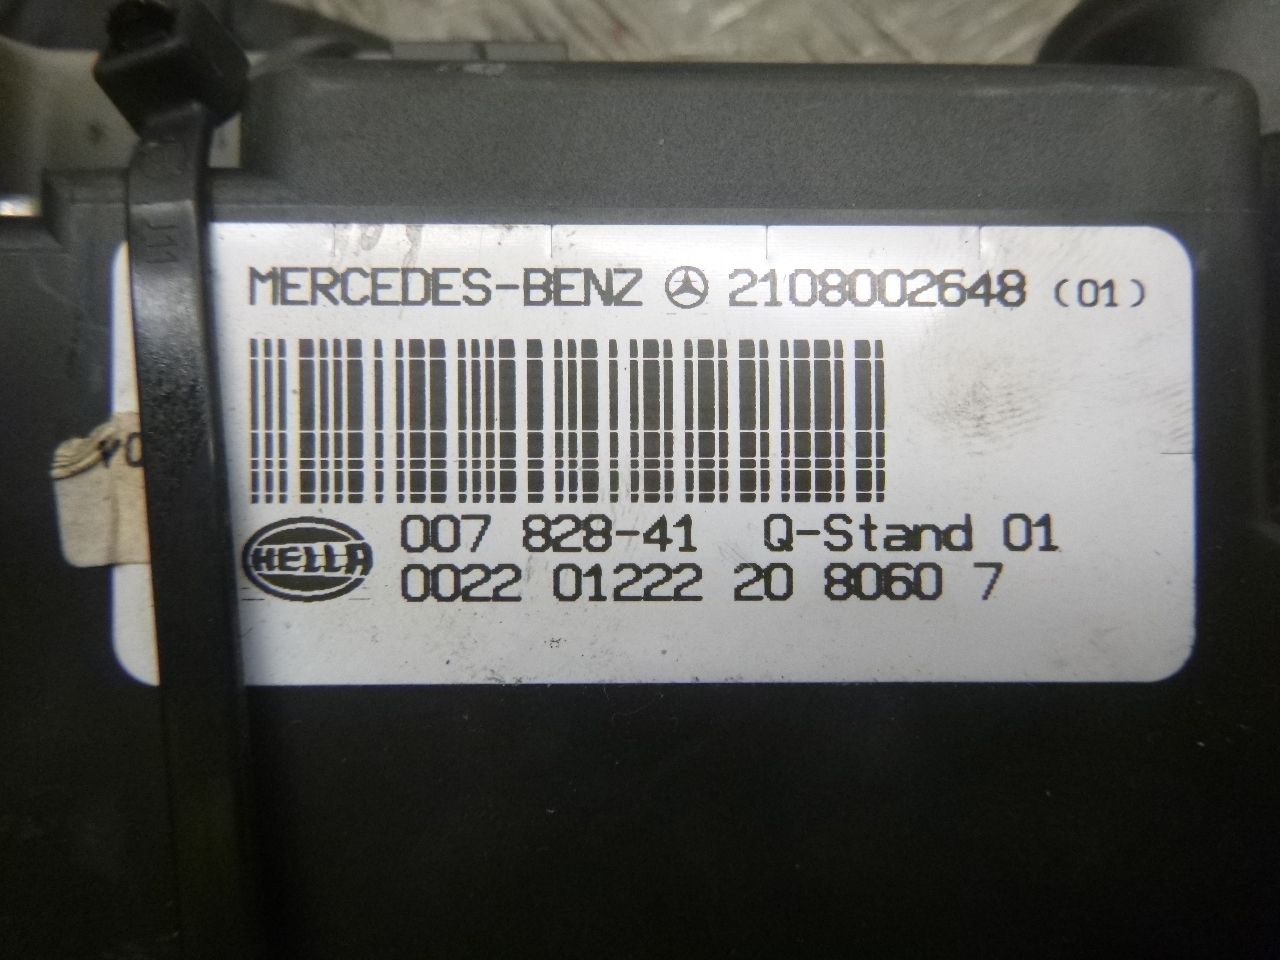 MERCEDES-BENZ 2108002648 (01)
HELLA
007 828-41 Q-Stand 01
0022 01222 20 8060 7